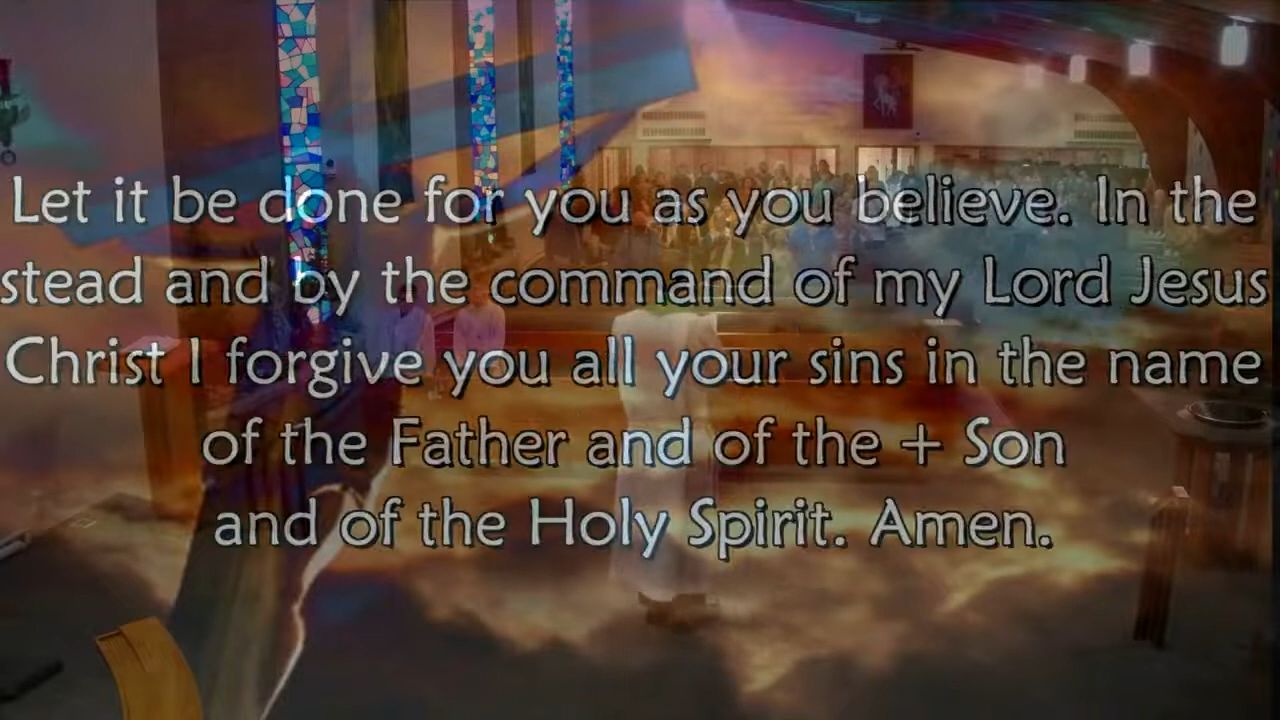 Let it be done for you as you believe. In the
stead and by the command of my Lord Jesus
Christ I forgive you all your sins in the name
of the Father and of the + Son
and of the Holy Spirit. Amen.